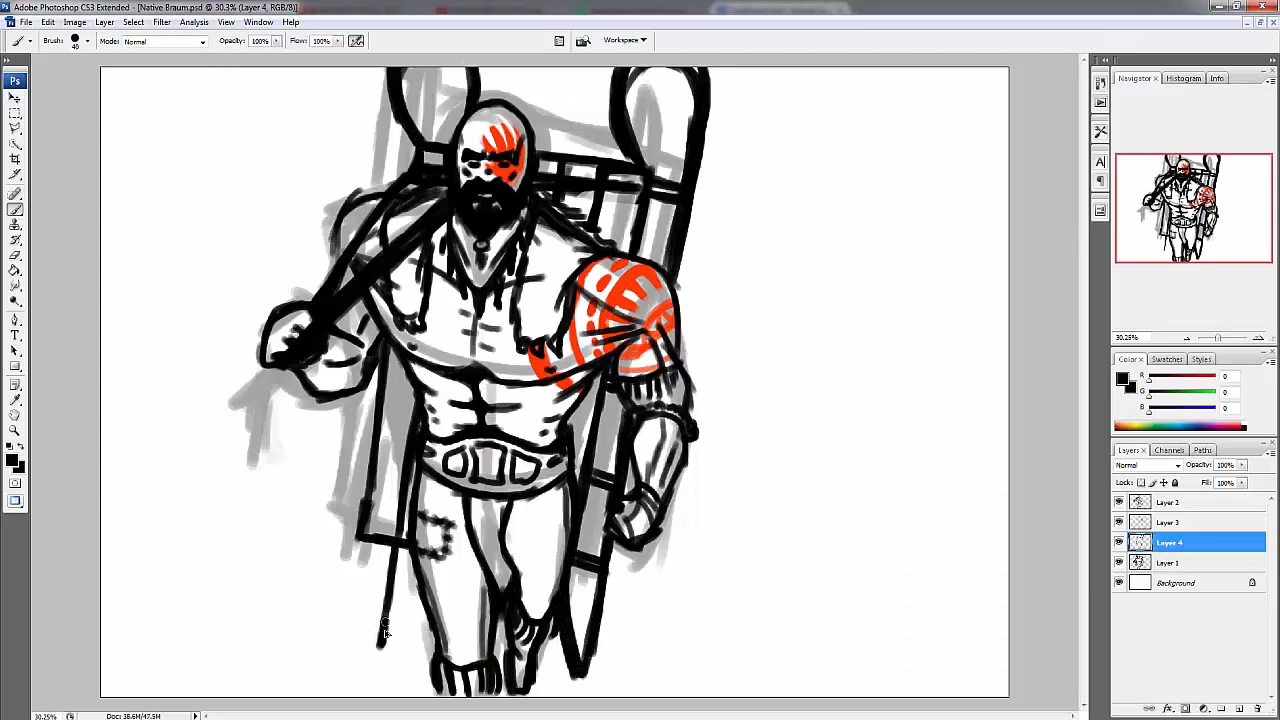 Adobe Photoshop CS3 Extended - [Native Braum.psd @ 30.3% (Layer 4, RGB/8)]
File Edit Image Layer Select Filter Analysis View Window Help
Brush: 40 Mode: Normal Opacity: 100% Flow: 100% Workspace
Ps
Navigator Histogram Info
30.25%
Color Swatches Styles
R 0
G 0
B 0
Layers Channels Paths
Normal Opacity: 100%
Lock: Fill: 100%
Layer 2
Layer 3
Layer 4
Layer 1
Background
30.25% Doc: 38.6M/47.5M